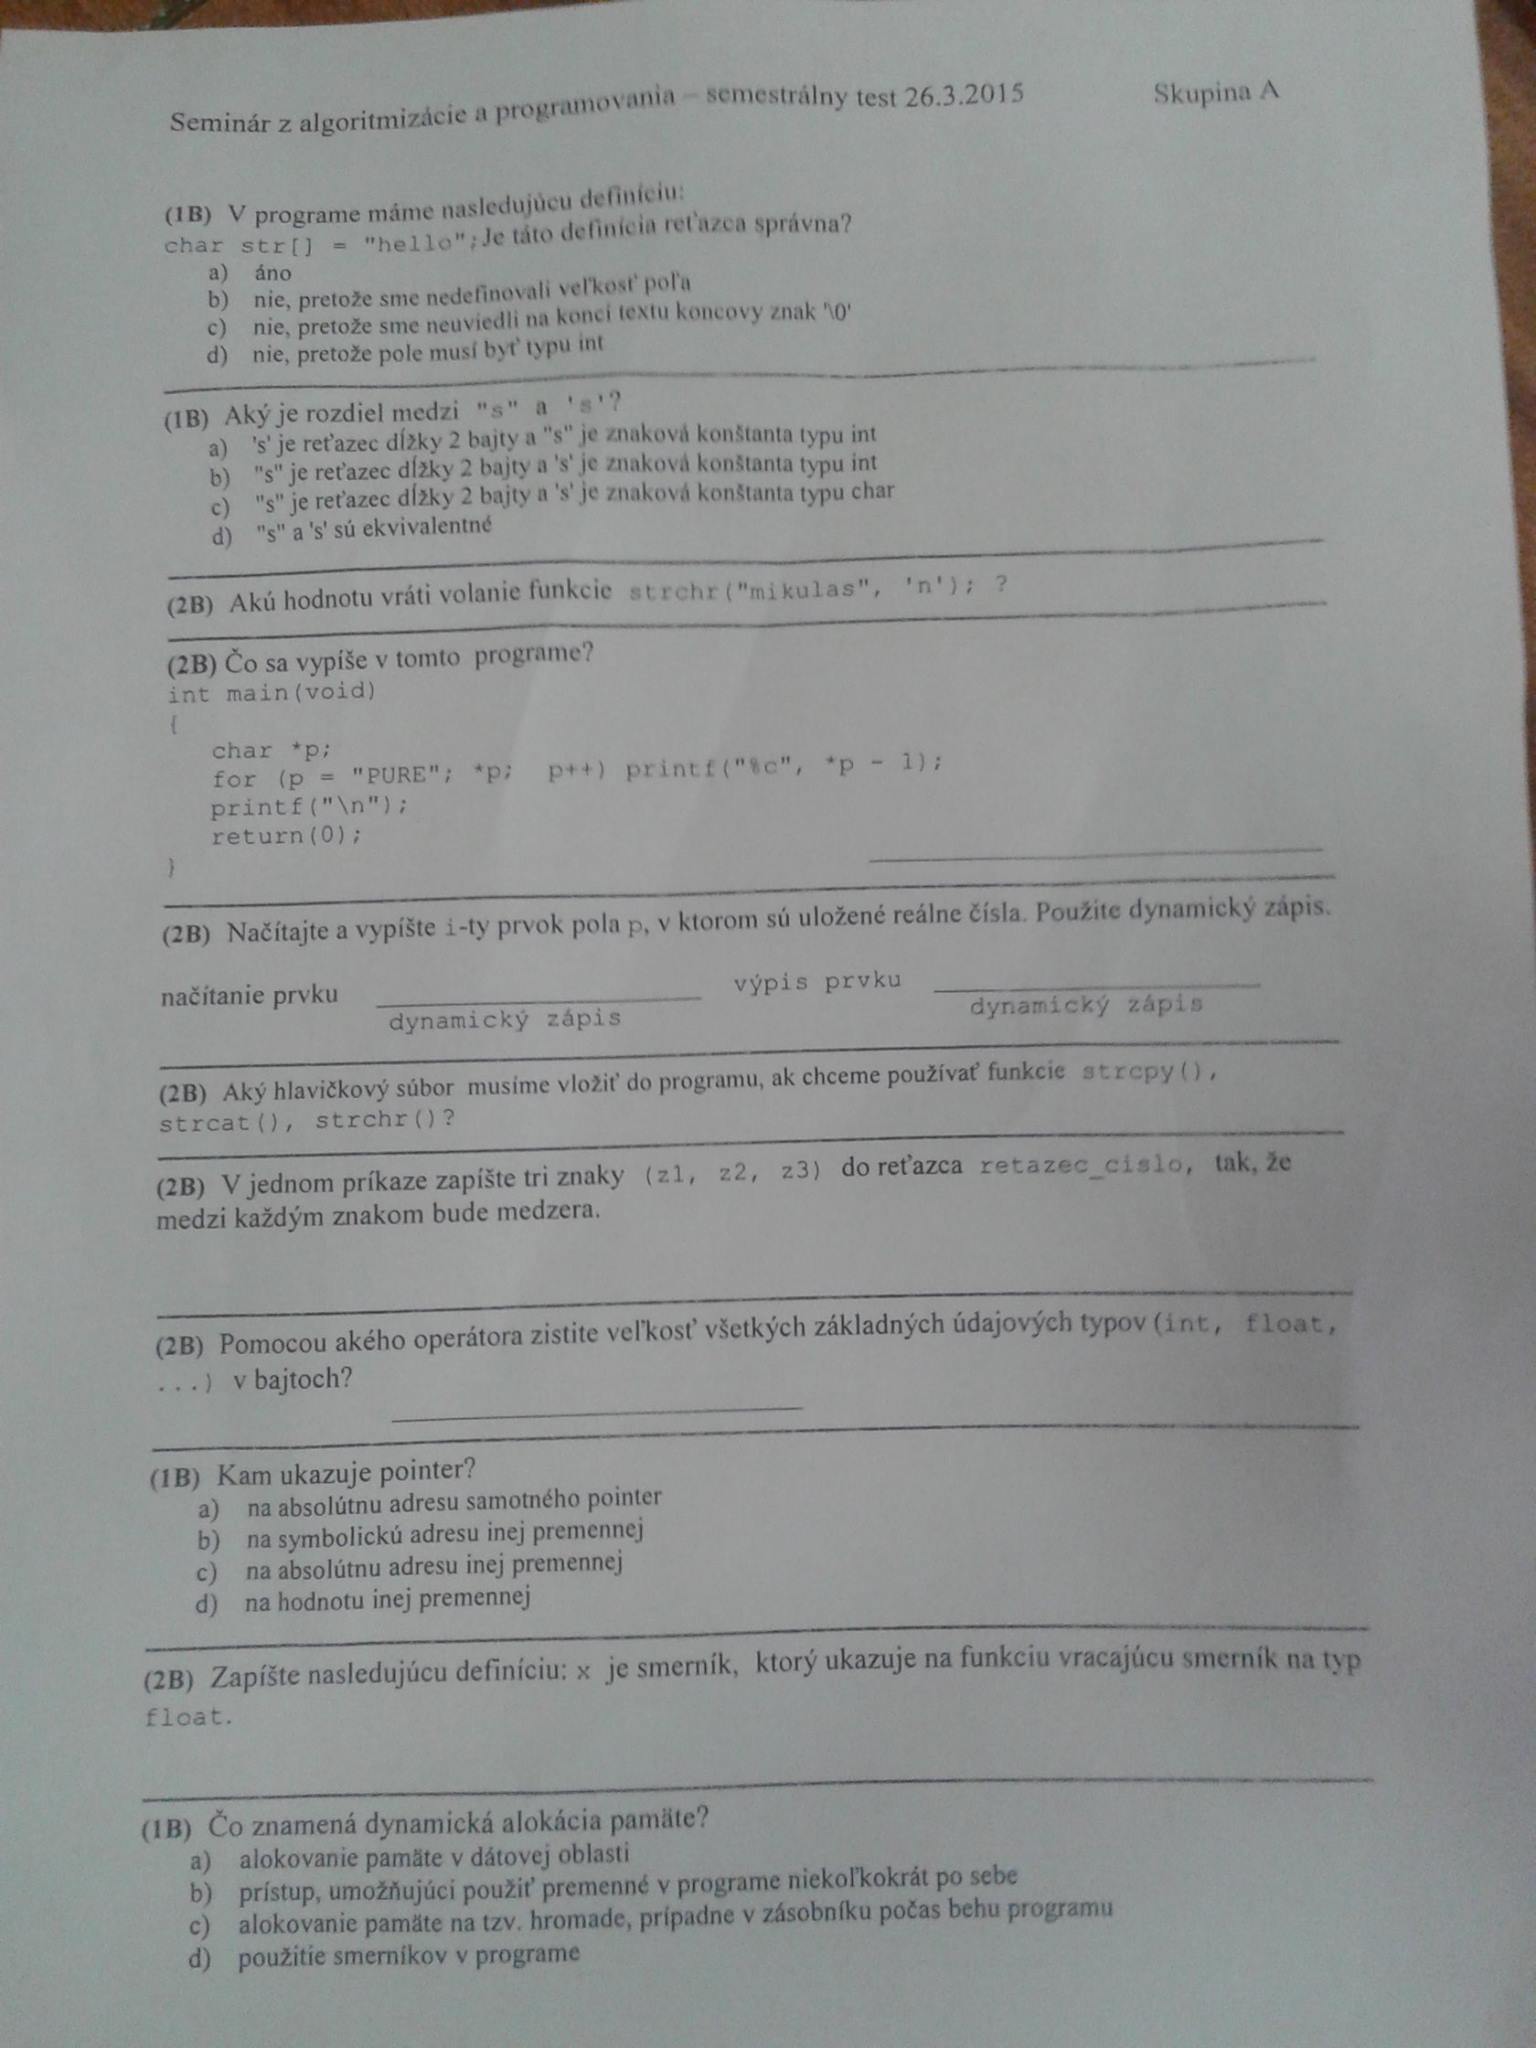 Seminár z algoritmizácie a programovania – semestrálny test 26.3.2015 Skupina A
(1B) V programe máme nasledujúcu definíciu:
char str[] = "hello"; Je táto definícia reťazca správna?
a) áno
b) nie, pretože sme nedefinovali veľkosť poľa
c) nie, pretože sme neuviedli na konci textu koncovy znak '\0'
d) nie, pretože pole musí byť typu int
(1B) Aký je rozdiel medzi "s" a 's'?
a) 's' je reťazec dĺžky 2 bajty a "s" je znaková konštanta typu int
b) "s" je reťazec dĺžky 2 bajty a 's' je znaková konštanta typu int
c) "s" je reťazec dĺžky 2 bajty a 's' je znaková konštanta typu char
d) "s" a 's' sú ekvivalentné
(2B) Akú hodnotu vráti volanie funkcie strchr("mikulas", 'n'); ?
(2B) Čo sa vypíše v tomto programe?
int main(void)
{
char *p;
for (p = "PURE"; *p; p++) printf("%c", *p - 1);
printf("\n");
return(0);
}
(2B) Načítajte a vypíšte i-ty prvok pola p, v ktorom sú uložené reálne čísla. Použite dynamický zápis.
načítanie prvku výpis prvku
dynamický zápis dynamický zápis
(2B) Aký hlavičkový súbor musíme vložiť do programu, ak chceme používať funkcie strcpy(),
strcat(), strchr()?
(2B) V jednom príkaze zapíšte tri znaky (z1, z2, z3) do reťazca retazec_cislo, tak, že
medzi každým znakom bude medzera.
(2B) Pomocou akého operátora zistite veľkosť všetkých základných údajových typov (int, float,
...) v bajtoch?
(1B) Kam ukazuje pointer?
a) na absolútnu adresu samotného pointer
b) na symbolickú adresu inej premennej
c) na absolútnu adresu inej premennej
d) na hodnotu inej premennej
(2B) Zapíšte nasledujúcu definíciu: x je smerník, ktorý ukazuje na funkciu vracajúcu smerník na typ
float.
(1B) Čo znamená dynamická alokácia pamäte?
a) alokovanie pamäte v dátovej oblasti
b) prístup, umožňujúci použiť premenné v programe niekoľkokrát po sebe
c) alokovanie pamäte na tzv. hromade, prípadne v zásobníku počas behu programu
d) použitie smerníkov v programe